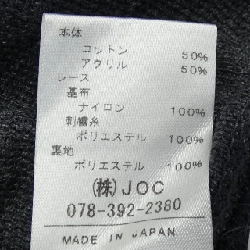 本体
コットン 50%
アクリル 50%
レース
基布
ナイロン 100%
刺繍糸
ポリエステル 100%
裏地
ポリエステル 100%
(株)JOC
078-392-2380
MADE IN JAPAN